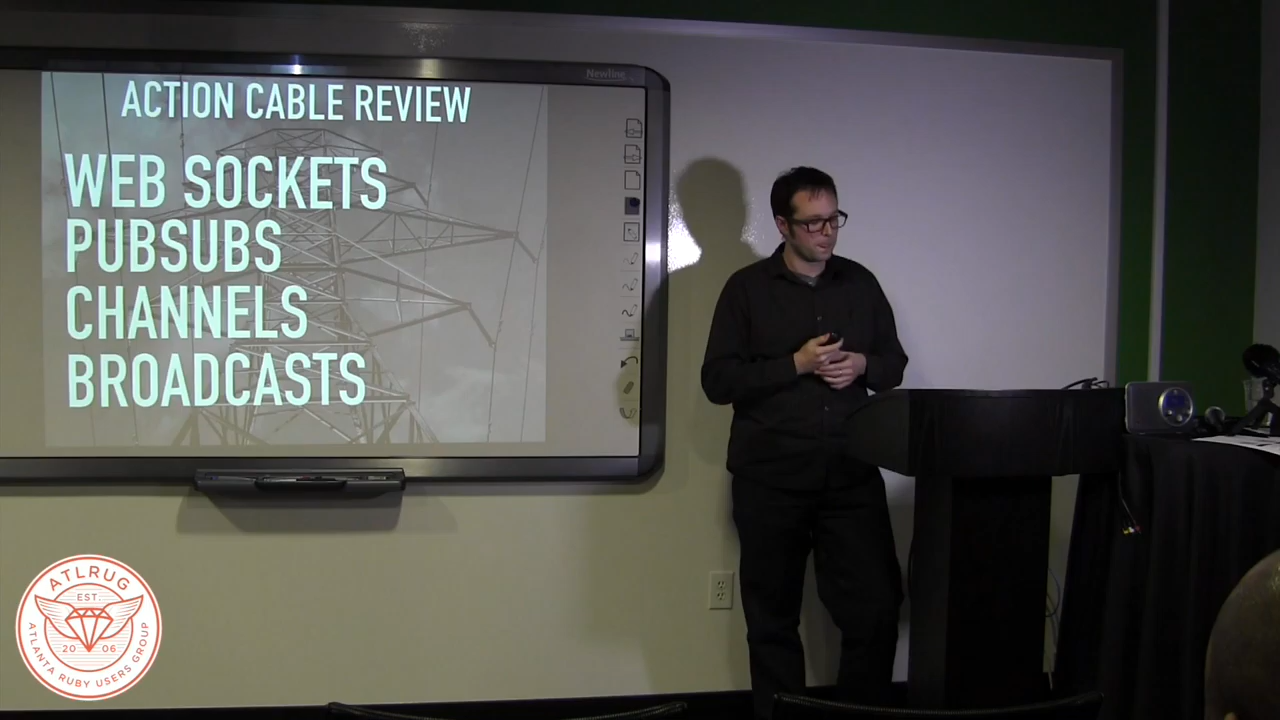 Newline
ACTION CABLE REVIEW
WEB SOCKETS
PUBSUBS
CHANNELS
BROADCASTS
ATLRUG
EST.
20 06
ATLANTA RUBY USERS GROUP